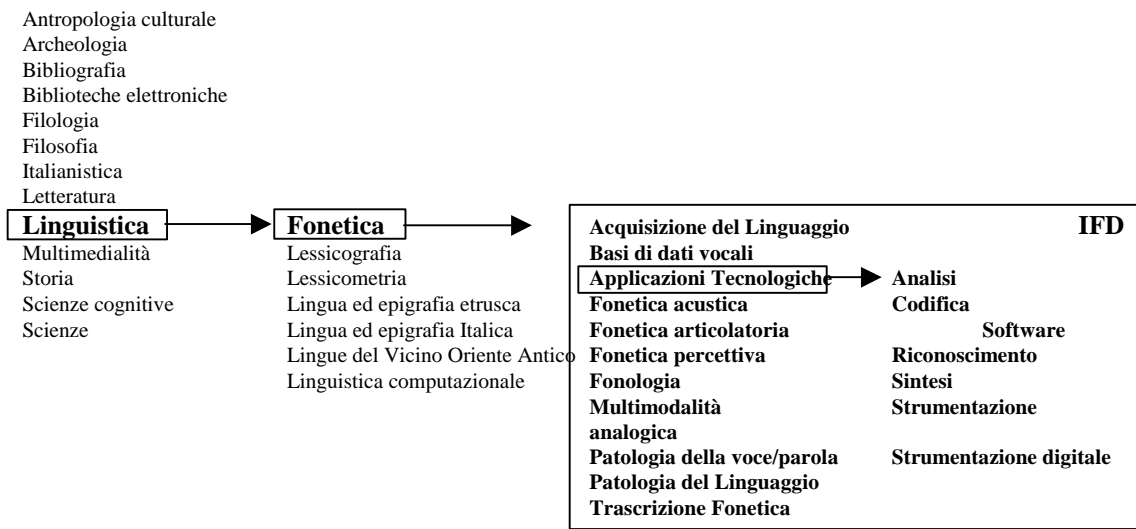 Antropologia culturale
Archeologia
Bibliografia
Biblioteche elettroniche
Filologia
Filosofia
Italianistica
Letteratura
Linguistica
Multimedialità
Storia
Scienze cognitive
Scienze
Fonetica
Lessicografia
Lessicometria
Lingua ed epigrafia etrusca
Lingua ed epigrafia Italica
Lingue del Vicino Oriente Antico
Linguistica computazionale
Acquisizione del Linguaggio IFD
Basi di dati vocali
Applicazioni Tecnologiche Analisi
Fonetica acustica Codifica
Fonetica articolatoria Software
Fonetica percettiva Riconoscimento
Fonologia Sintesi
Multimodalità Strumentazione
analogica
Patologia della voce/parola Strumentazione digitale
Patologia del Linguaggio
Trascrizione Fonetica